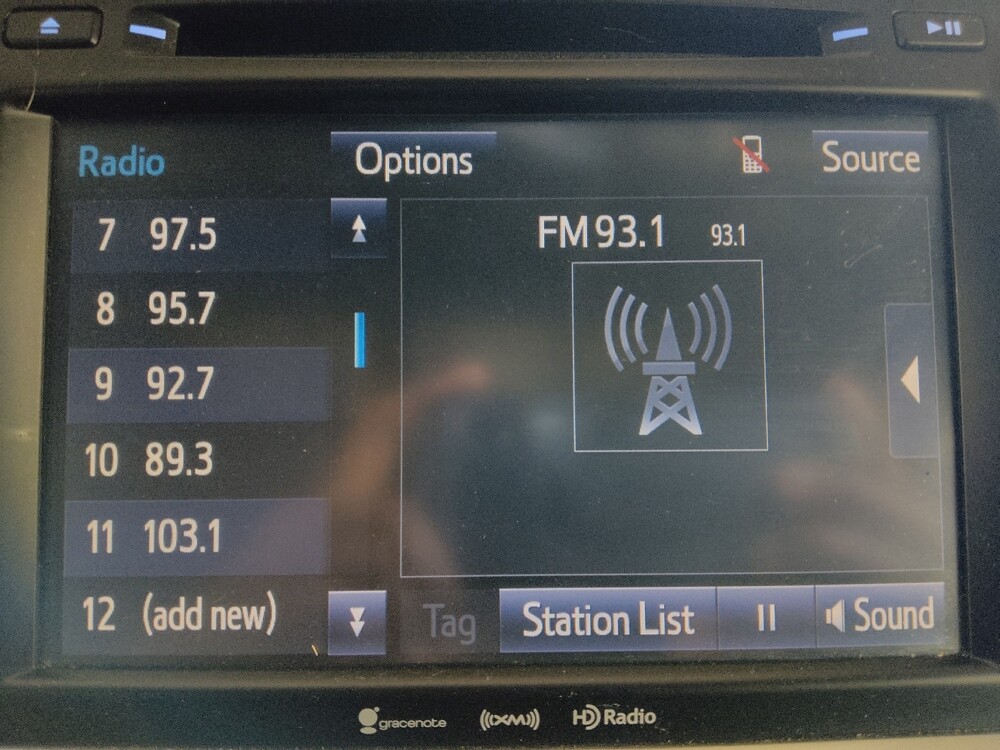 Radio
Options
Source
7 97.5
8 95.7
9 92.7
10 89.3
11 103.1
12 (add new)
FM 93.1 93.1
Tag
Station List
Sound
gracenote
((XM))
HD Radio